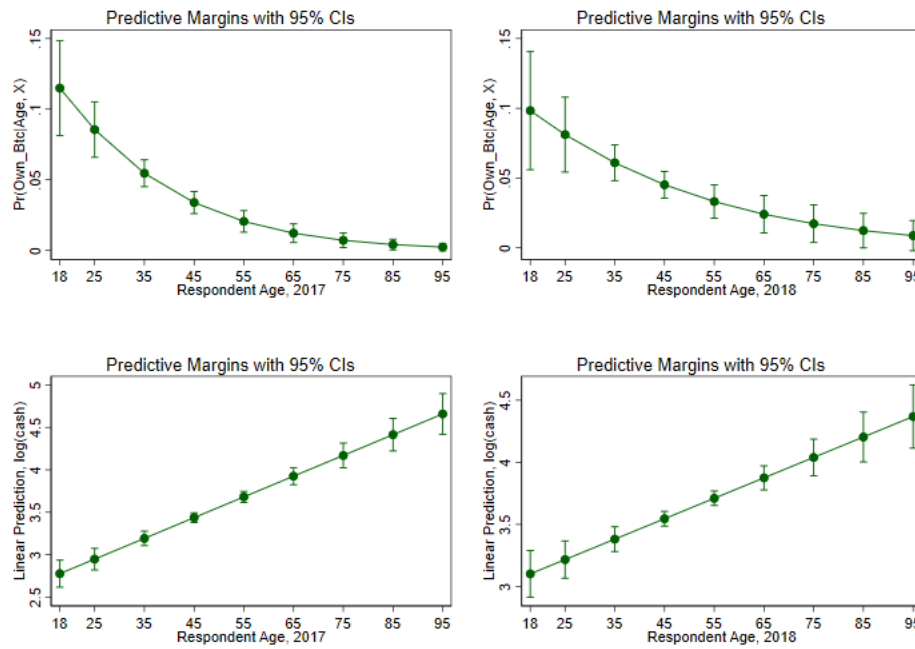 Predictive Margins with 95% CIs
Pr(Own_Btc|Age, X)
.15
.1
.05
0
18 25 35 45 55 65 75 85 95
Respondent Age, 2017
Predictive Margins with 95% CIs
Pr(Own_Btc|Age, X)
.15
.1
.05
0
18 25 35 45 55 65 75 85 95
Respondent Age, 2018
Predictive Margins with 95% CIs
Linear Prediction, log(cash)
5
4.5
4
3.5
3
2.5
18 25 35 45 55 65 75 85 95
Respondent Age, 2017
Predictive Margins with 95% CIs
Linear Prediction, log(cash)
4.5
4
3.5
3
18 25 35 45 55 65 75 85 95
Respondent Age, 2018